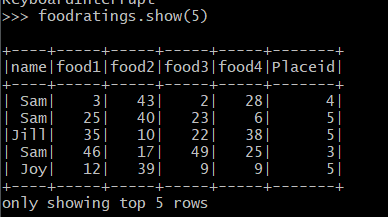 KeyboardInterrupt
>>> foodratings.show(5)
+----+-----+-----+-----+-----+-------+
|name|food1|food2|food3|food4|Placeid|
+----+-----+-----+-----+-----+-------+
| Sam|    3|   43|    2|   28|      4|
| Sam|   25|   40|   23|    6|      5|
|Jill|   35|   10|   22|   38|      5|
| Sam|   46|   17|   49|   25|      3|
| Joy|   12|   39|    9|    9|      5|
+----+-----+-----+-----+-----+-------+
only showing top 5 rows